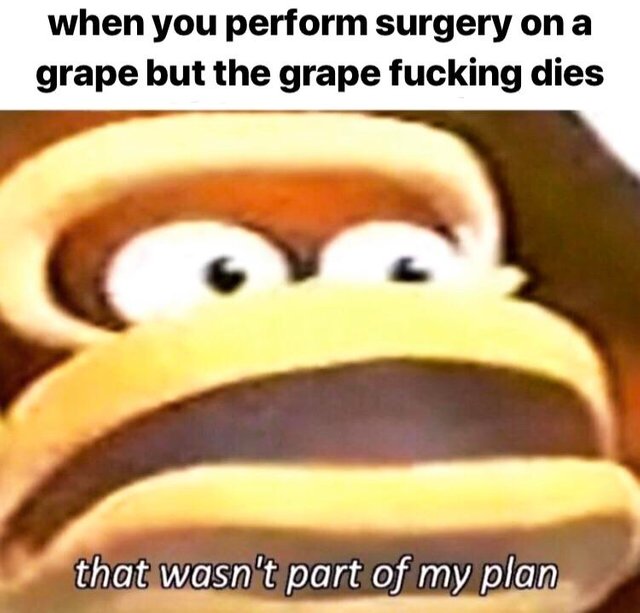 when you perform surgery on a
grape but the grape fucking dies
that wasn't part of my plan